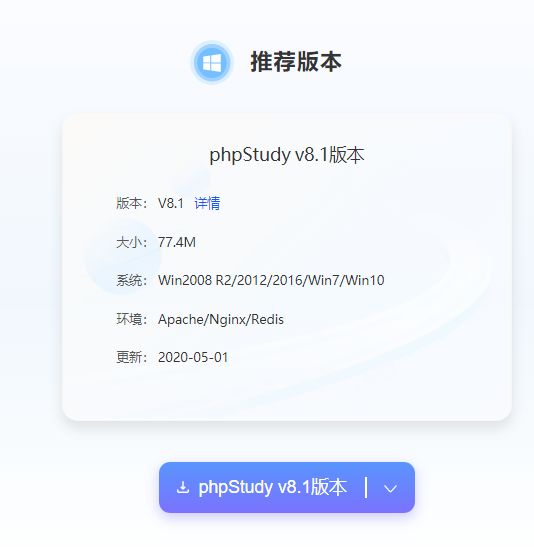 推荐版本
phpStudy v8.1版本
版本： V8.1 详情
大小： 77.4M
系统： Win2008 R2/2012/2016/Win7/Win10
环境： Apache/Nginx/Redis
更新： 2020-05-01
phpStudy v8.1版本